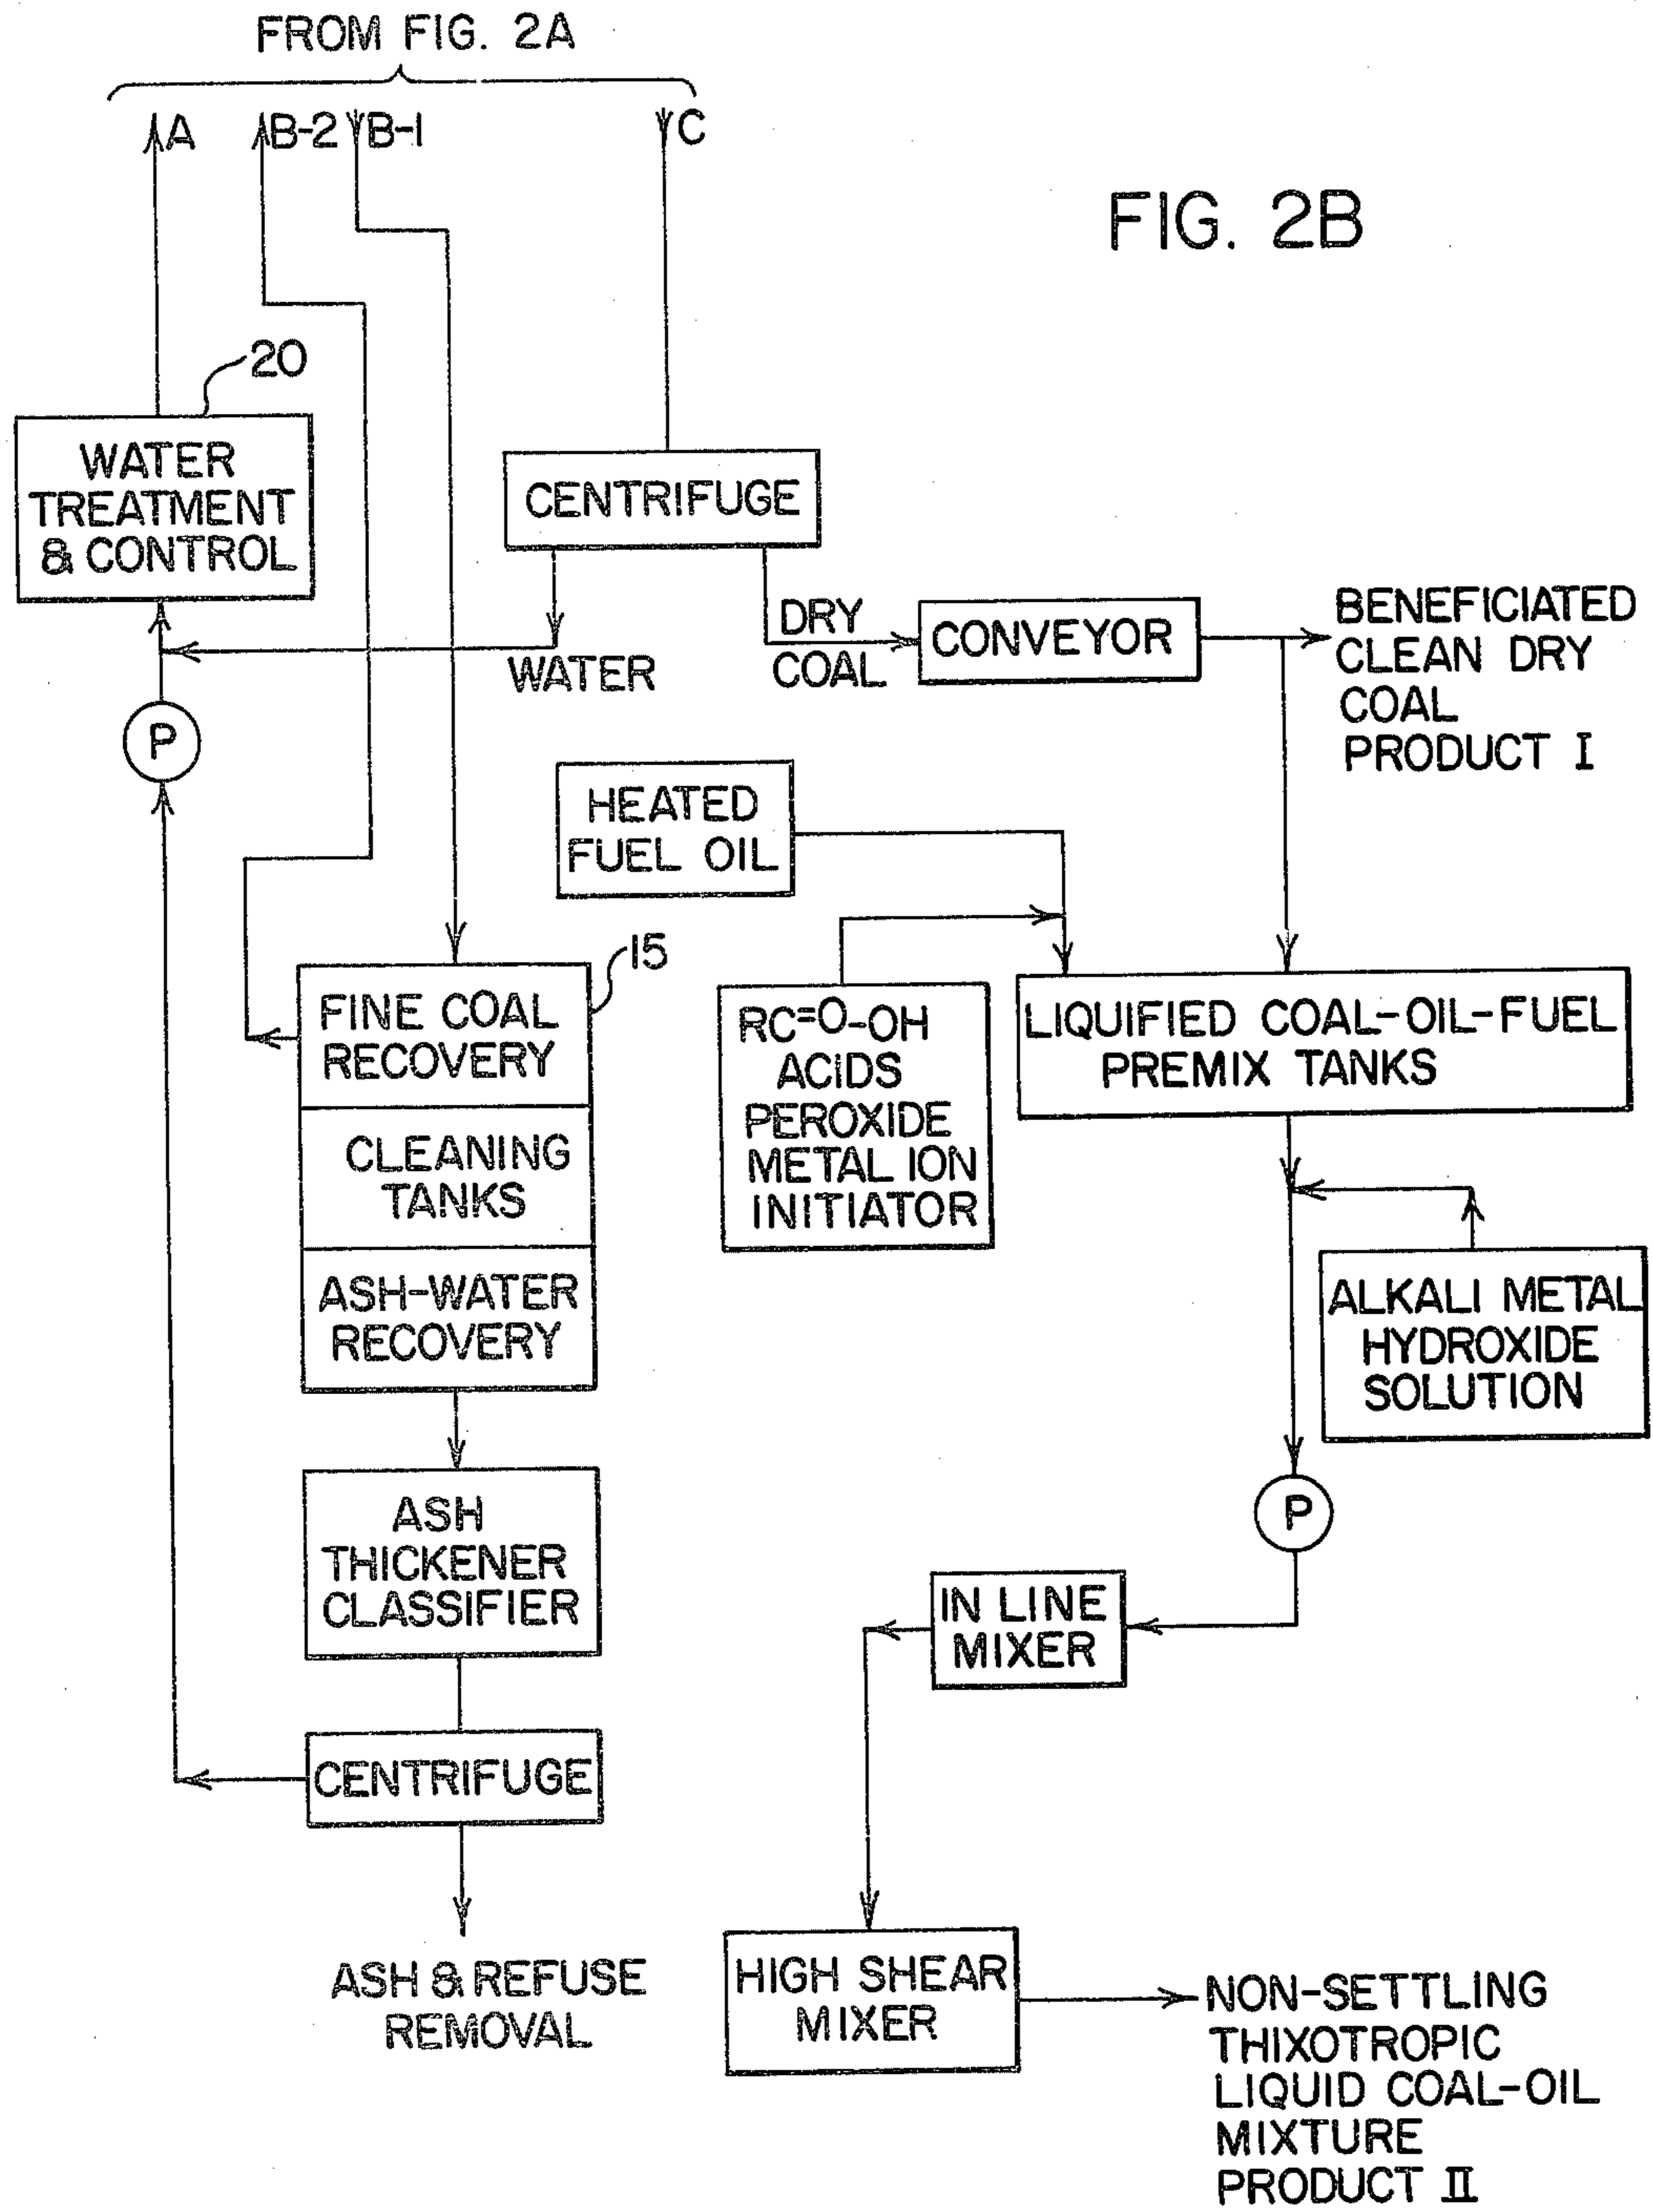 FROM FIG. 2A
A
B-2
B-1
C
FIG. 2B
20
WATER
TREATMENT
& CONTROL
CENTRIFUGE
WATER
DRY
COAL
CONVEYOR
BENEFICIATED
CLEAN DRY
COAL
PRODUCT I
P
HEATED
FUEL OIL
15
FINE COAL
RECOVERY
CLEANING
TANKS
ASH-WATER
RECOVERY
RC=O-OH
ACIDS
PEROXIDE
METAL ION
INITIATOR
LIQUIFIED COAL-OIL-FUEL
PREMIX TANKS
ALKALI METAL
HYDROXIDE
SOLUTION
P
ASH
THICKENER
CLASSIFIER
IN LINE
MIXER
CENTRIFUGE
ASH & REFUSE
REMOVAL
HIGH SHEAR
MIXER
NON-SETTLING
THIXOTROPIC
LIQUID COAL-OIL
MIXTURE
PRODUCT II